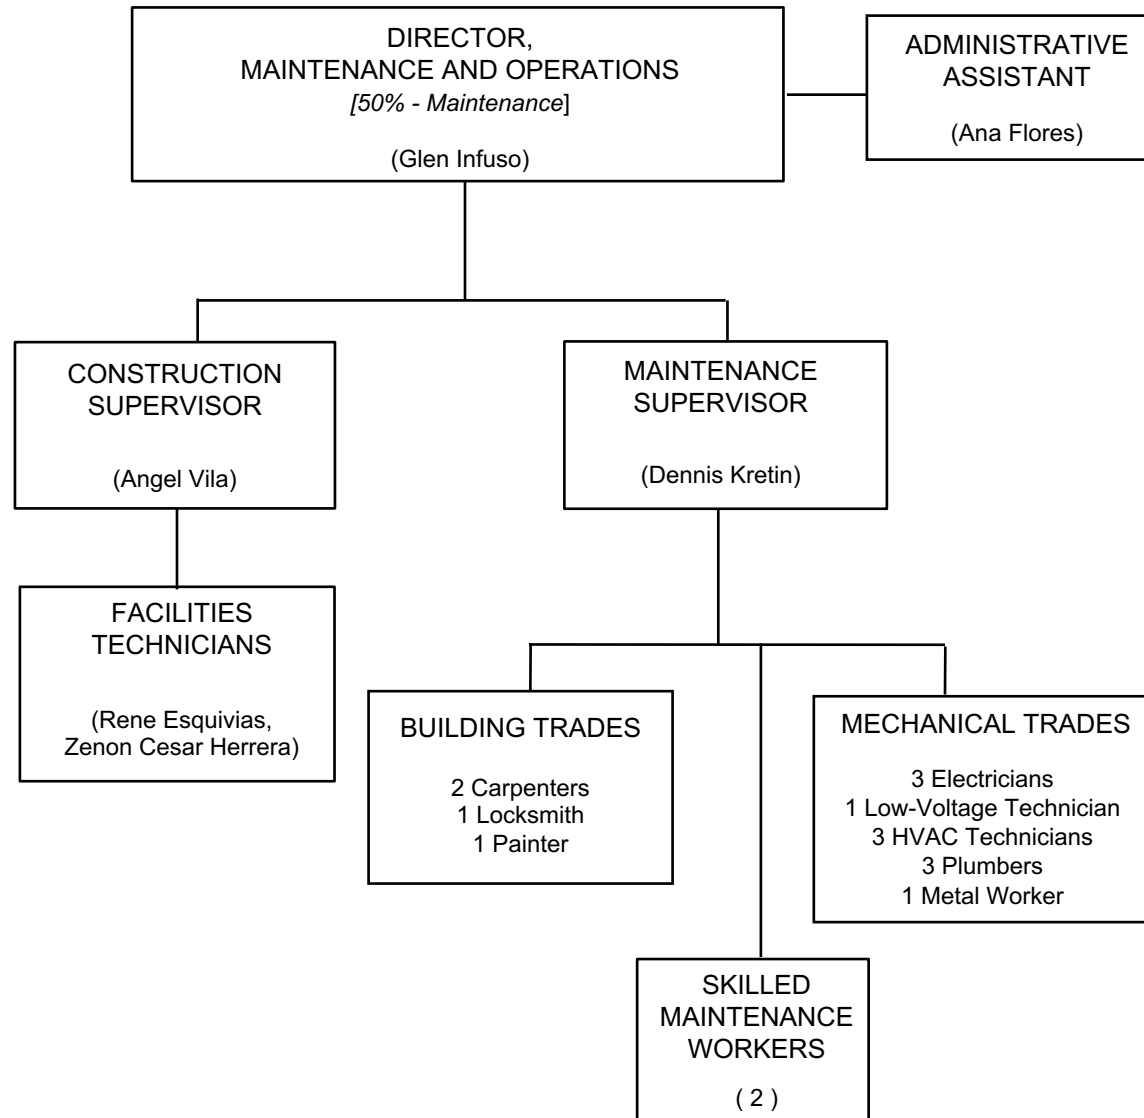 DIRECTOR,
MAINTENANCE AND OPERATIONS
[50% - Maintenance]
(Glen Infuso)
ADMINISTRATIVE
ASSISTANT
(Ana Flores)
CONSTRUCTION
SUPERVISOR
(Angel Vila)
MAINTENANCE
SUPERVISOR
(Dennis Kretin)
FACILITIES
TECHNICIANS
(Rene Esquivias,
Zenon Cesar Herrera)
BUILDING TRADES
2 Carpenters
1 Locksmith
1 Painter
MECHANICAL TRADES
3 Electricians
1 Low-Voltage Technician
3 HVAC Technicians
3 Plumbers
1 Metal Worker
SKILLED
MAINTENANCE
WORKERS
( 2 )